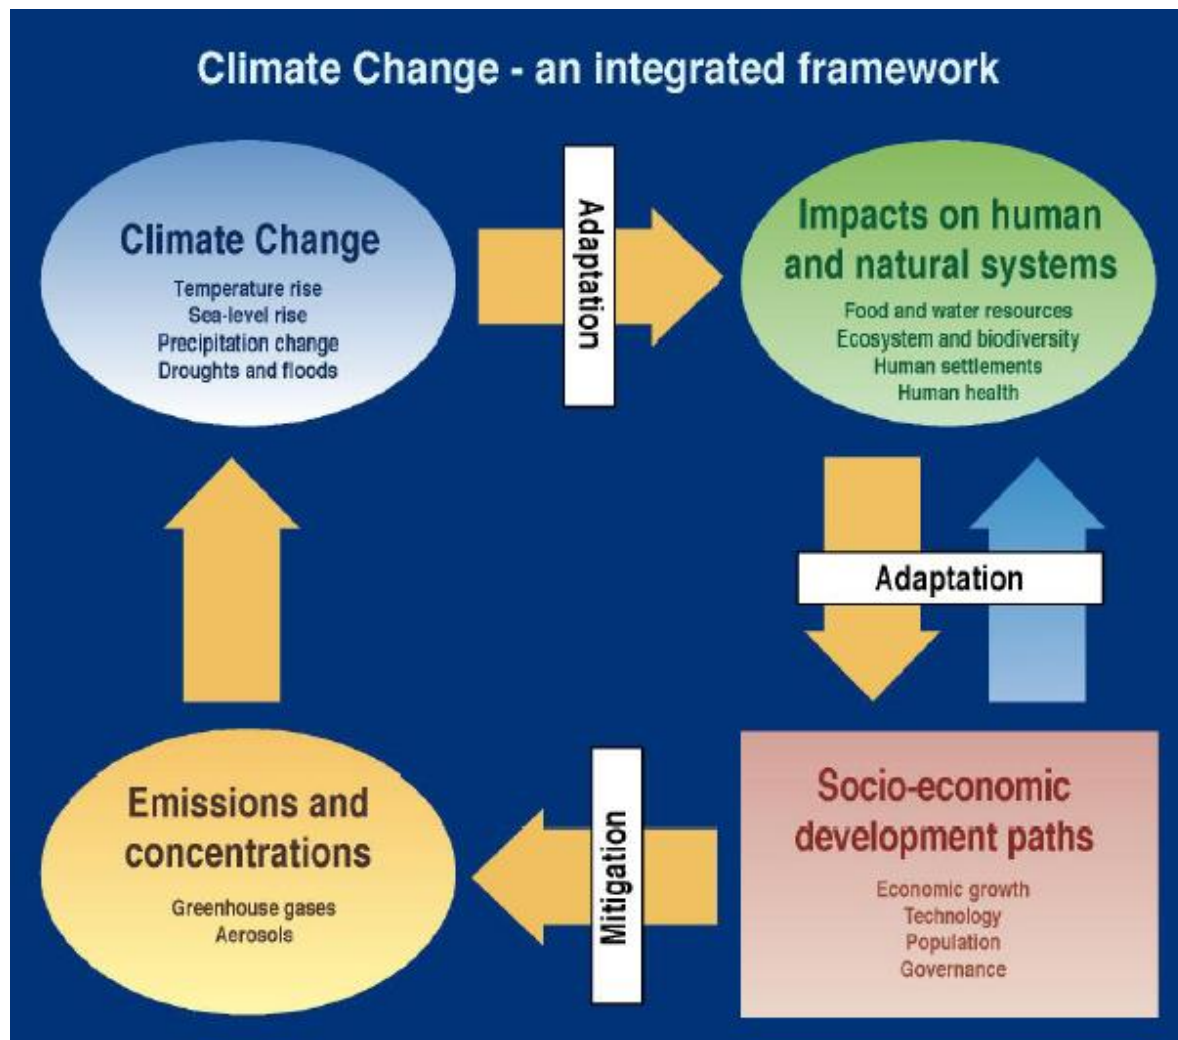 Climate Change - an integrated framework
Climate Change
Temperature rise
Sea-level rise
Precipitation change
Droughts and floods
Adaptation
Impacts on human
and natural systems
Food and water resources
Ecosystem and biodiversity
Human settlements
Human health
Adaptation
Emissions and
concentrations
Greenhouse gases
Aerosols
Mitigation
Socio-economic
development paths
Economic growth
Technology
Population
Governance